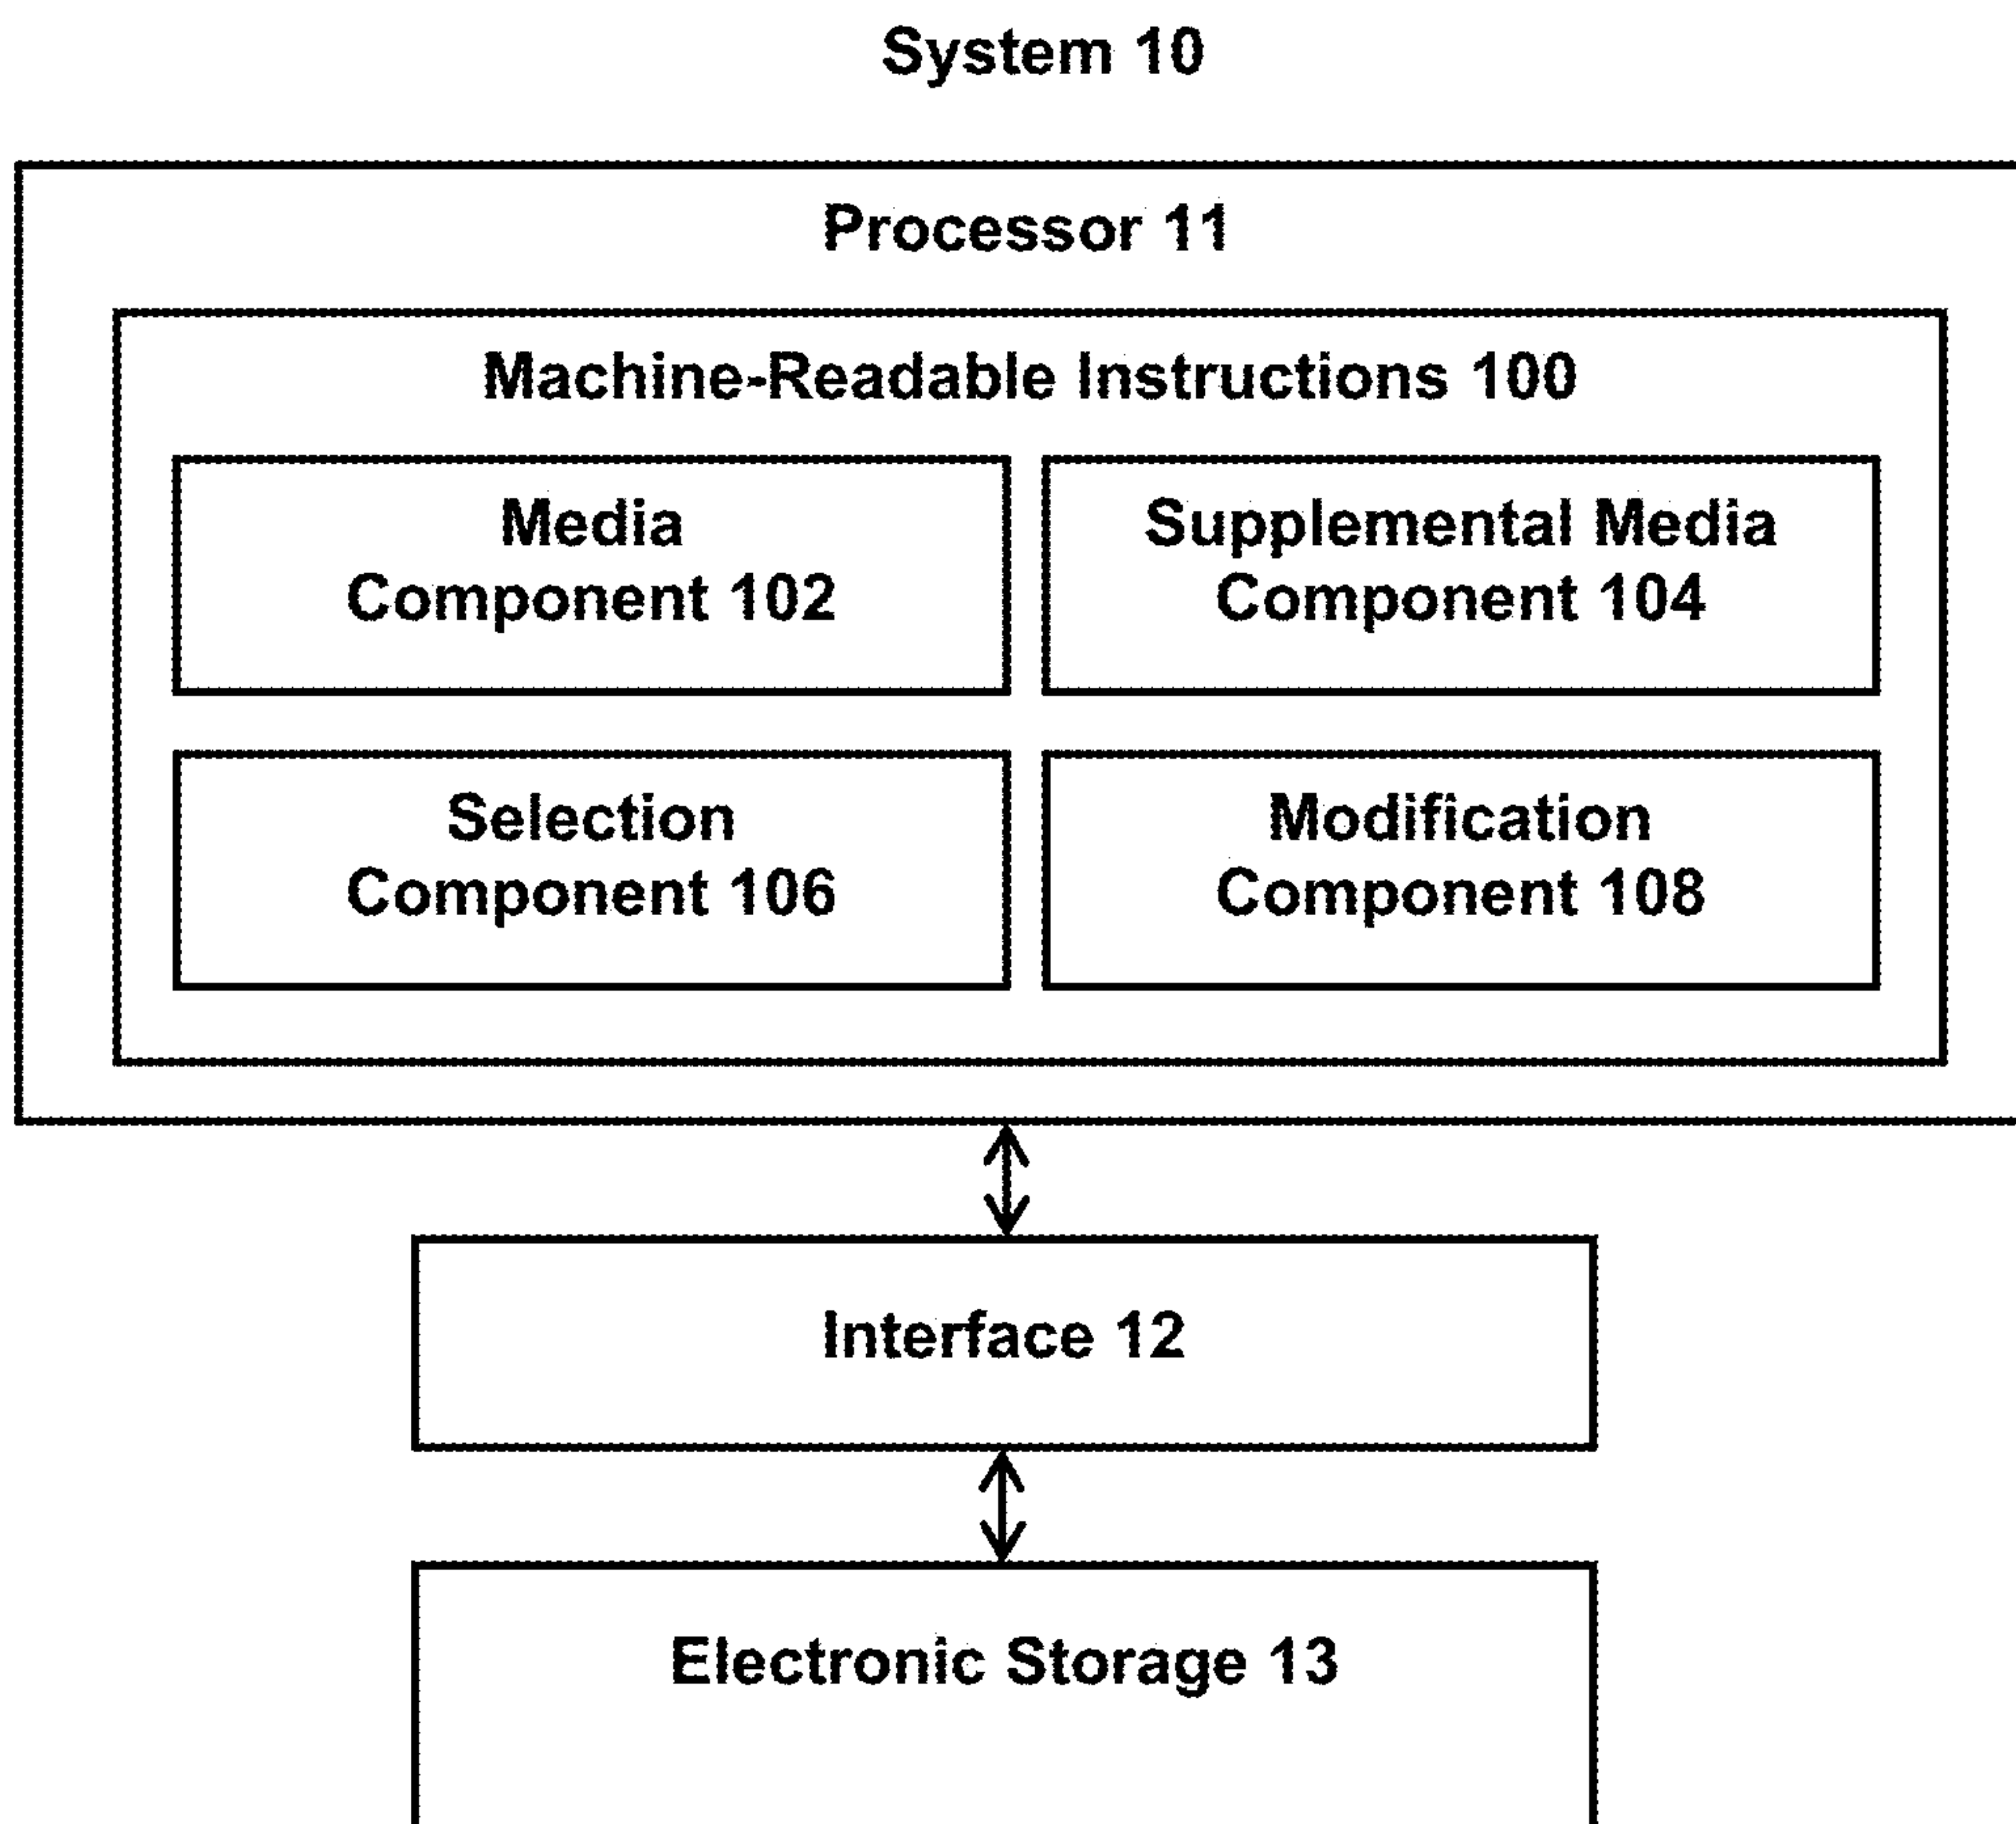 System 10
Processor 11
Machine-Readable Instructions 100
Media
Component 102
Supplemental Media
Component 104
Selection
Component 106
Modification
Component 108
Interface 12
Electronic Storage 13